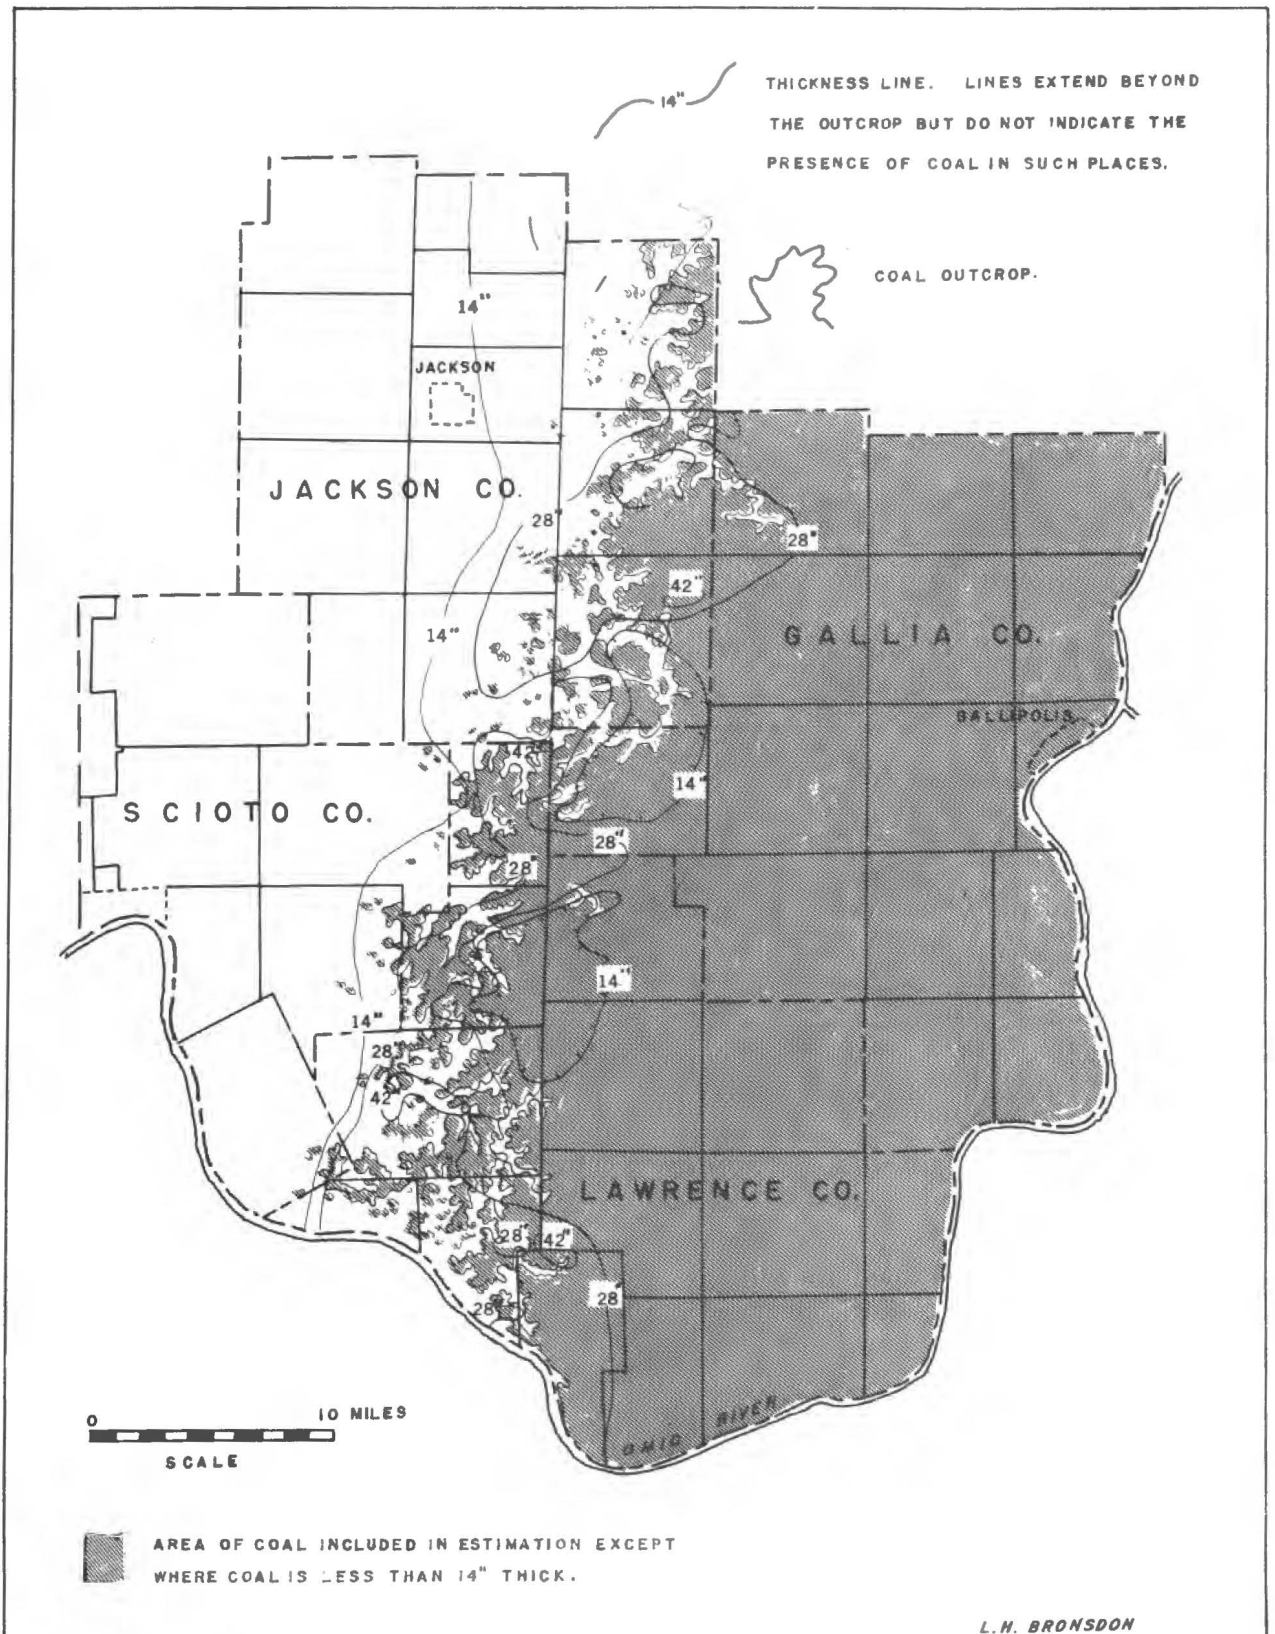 14"
THICKNESS LINE. LINES EXTEND BEYOND
THE OUTCROP BUT DO NOT INDICATE THE
PRESENCE OF COAL IN SUCH PLACES.
COAL OUTCROP.
14"
JACKSON
JACKSON CO.
28"
28"
42"
14"
GALLIA CO.
GALLIPOLIS
42"
14"
SCIOTO CO.
28"
28"
14"
14"
28"
42"
LAWRENCE CO.
28"
42"
28"
28"
0
10 MILES
SCALE
OHIO RIVER
AREA OF COAL INCLUDED IN ESTIMATION EXCEPT
WHERE COAL IS LESS THAN 14" THICK.
L.H. BRONSDON